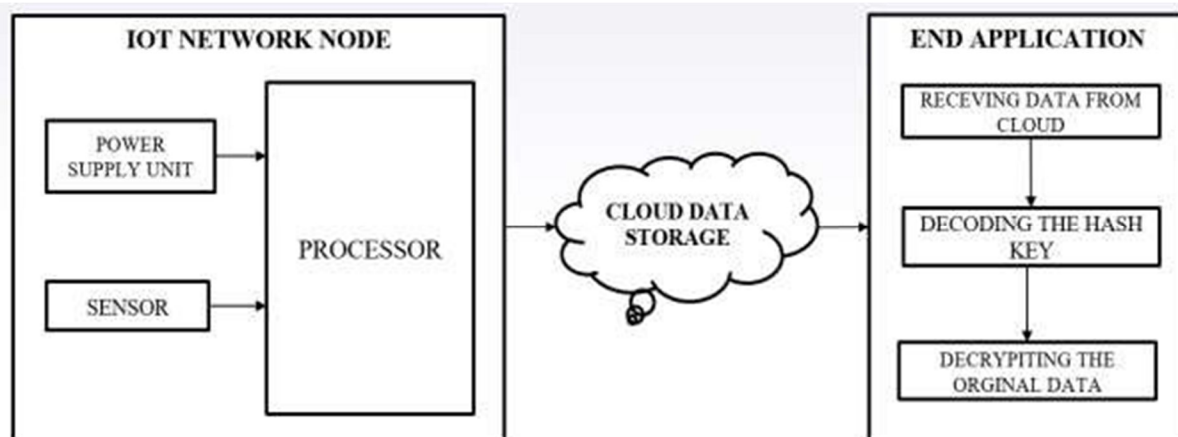 IOT NETWORK NODE
POWER
SUPPLY UNIT
SENSOR
PROCESSOR
CLOUD DATA
STORAGE
END APPLICATION
RECEVING DATA FROM
CLOUD
DECODING THE HASH
KEY
DECRYPITING THE
ORGINAL DATA